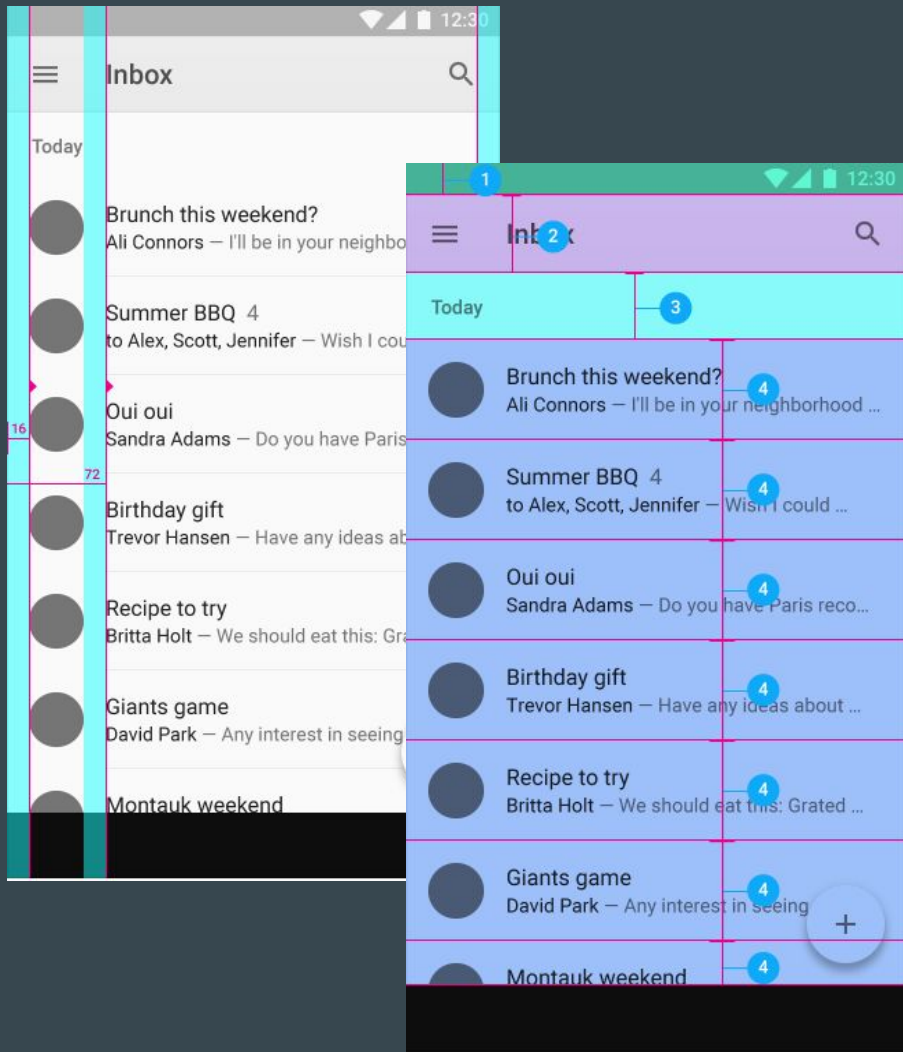 12:30
Inbox
Today
Brunch this weekend?
Ali Connors — I'll be in your neighbo
Summer BBQ 4
to Alex, Scott, Jennifer — Wish I cou
Oui oui
16
Sandra Adams — Do you have Paris
72
Birthday gift
Trevor Hansen — Have any ideas ab
Recipe to try
Britta Holt — We should eat this: Gra
Giants game
David Park — Any interest in seeing
Montauk weekend
1
12:30
Inbox
2
Today
3
Brunch this weekend?
4
Ali Connors — I'll be in your neighborhood ...
Summer BBQ 4
4
to Alex, Scott, Jennifer — Wish I could ...
Oui oui
4
Sandra Adams — Do you have Paris reco...
Birthday gift
4
Trevor Hansen — Have any ideas about ...
Recipe to try
4
Britta Holt — We should eat this: Grated ...
Giants game
4
David Park — Any interest in seeing
+
4
Montauk weekend